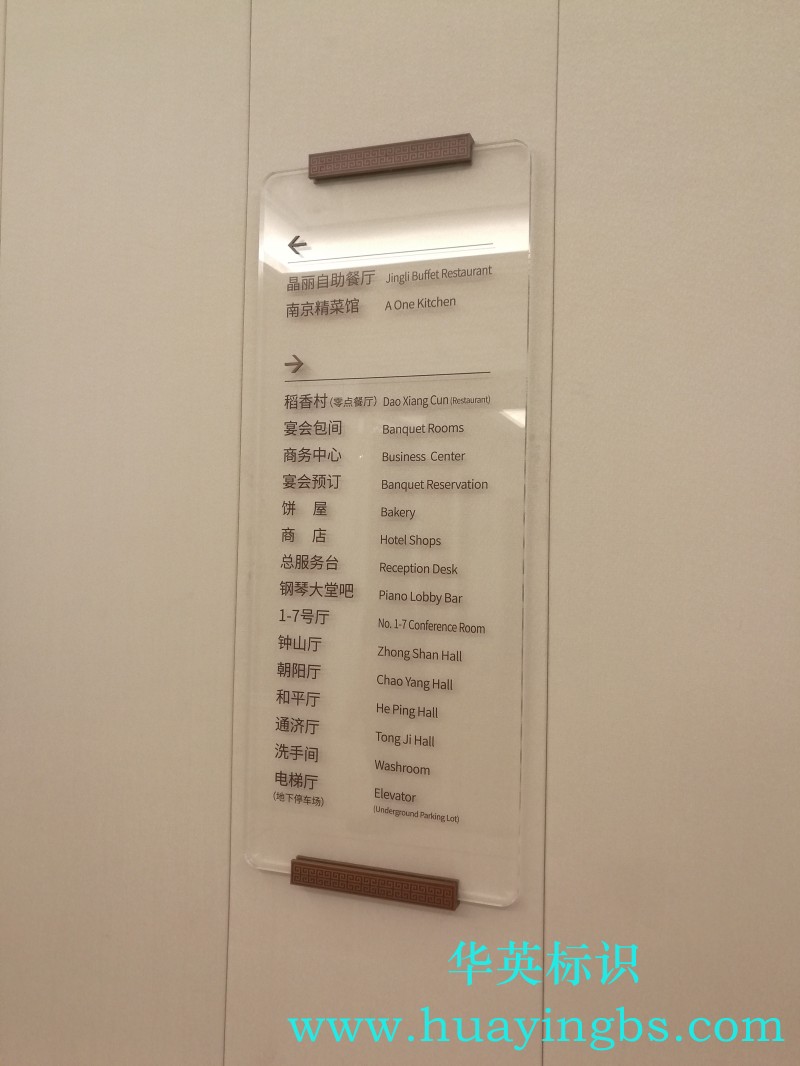 ←
晶丽自助餐厅 Jingli Buffet Restaurant
南京精菜馆 A One Kitchen
→
稻香村(零点餐厅) Dao Xiang Cun (Restaurant)
宴会包间 Banquet Rooms
商务中心 Business Center
宴会预订 Banquet Reservation
饼 屋 Bakery
商 店 Hotel Shops
总服务台 Reception Desk
钢琴大堂吧 Piano Lobby Bar
1-7号厅 No. 1-7 Conference Room
钟山厅 Zhong Shan Hall
朝阳厅 Chao Yang Hall
和平厅 He Ping Hall
通济厅 Tong Ji Hall
洗手间 Washroom
电梯厅 Elevator
(地下停车场) (Underground Parking Lot)
华英标识
www.huayingbs.com